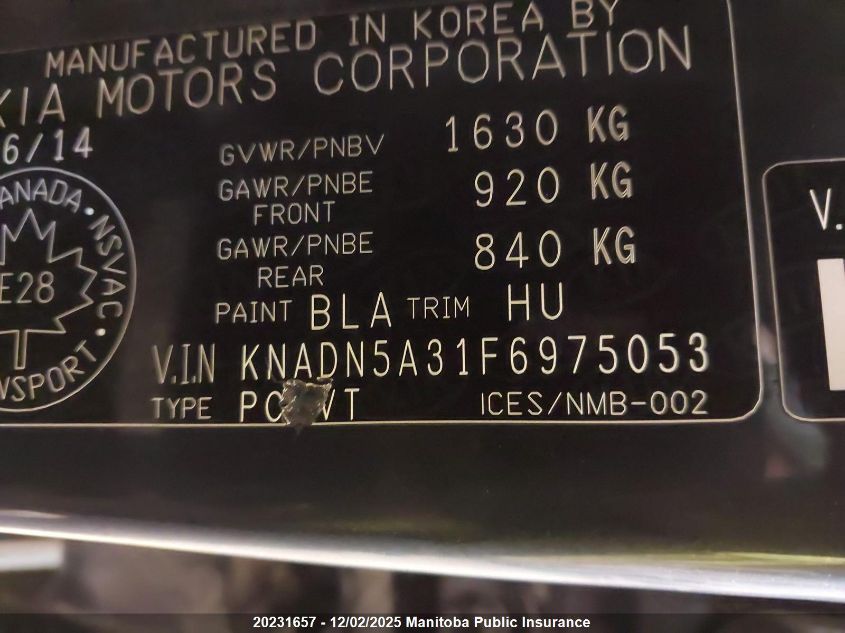 MANUFACTURED IN KOREA BY
KIA MOTORS CORPORATION
6/14
GVWR/PNBV 1630 KG
GAWR/PNBE FRONT 920 KG
GAWR/PNBE REAR 840 KG
PAINT BLA TRIM HU
V.I.N KNADN5A31F6975053
TYPE VT ICES/NMB-002
CANADA • NSVAC •
E28
V.
20231657 - 12/02/2025 Manitoba Public Insurance